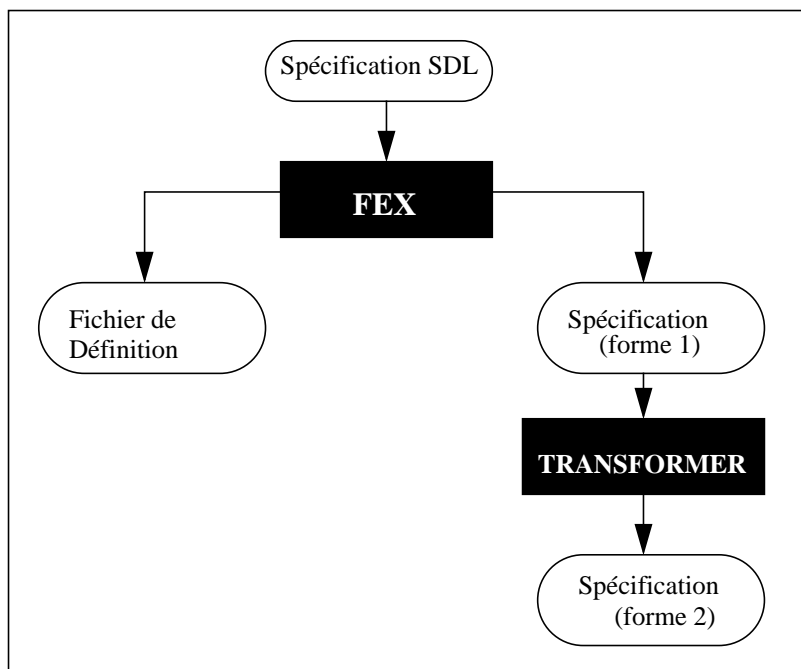 Spécification SDL
FEX
Fichier de
Définition
Spécification
(forme 1)
TRANSFORMER
Spécification
(forme 2)